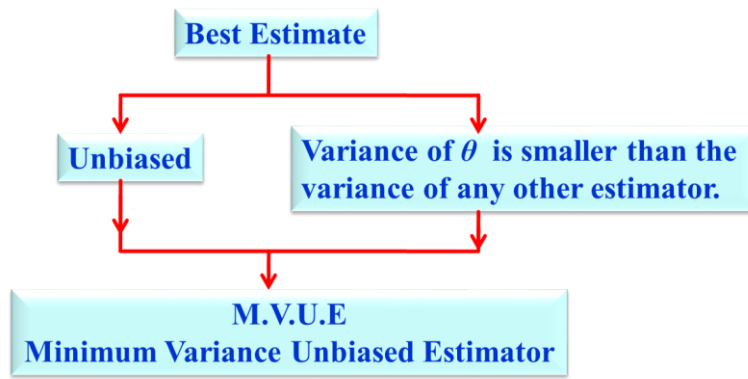 Best Estimate
Unbiased
Variance of θ is smaller than the
variance of any other estimator.
M.V.U.E
Minimum Variance Unbiased Estimator